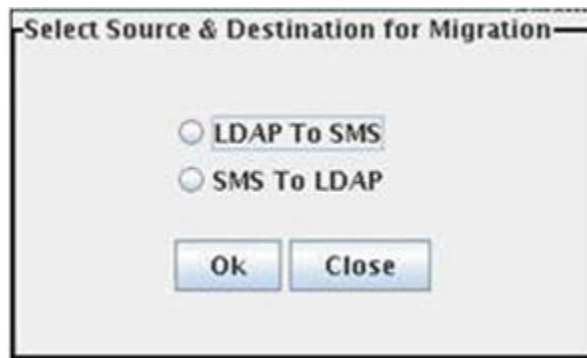 Select Source & Destination for Migration
LDAP To SMS
SMS To LDAP
Ok
Close